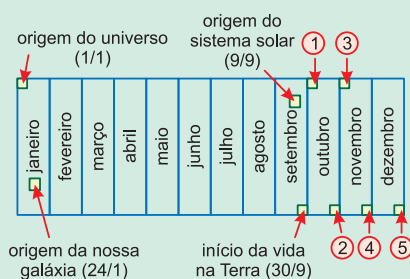 origem do universo
(1/1)
origem do
sistema solar
(9/9)
1
3
janeiro
fevereiro
março
abril
maio
junho
julho
agosto
setembro
outubro
novembro
dezembro
origem da nossa
galáxia (24/1)
início da vida
na Terra (30/9)
2
4
5